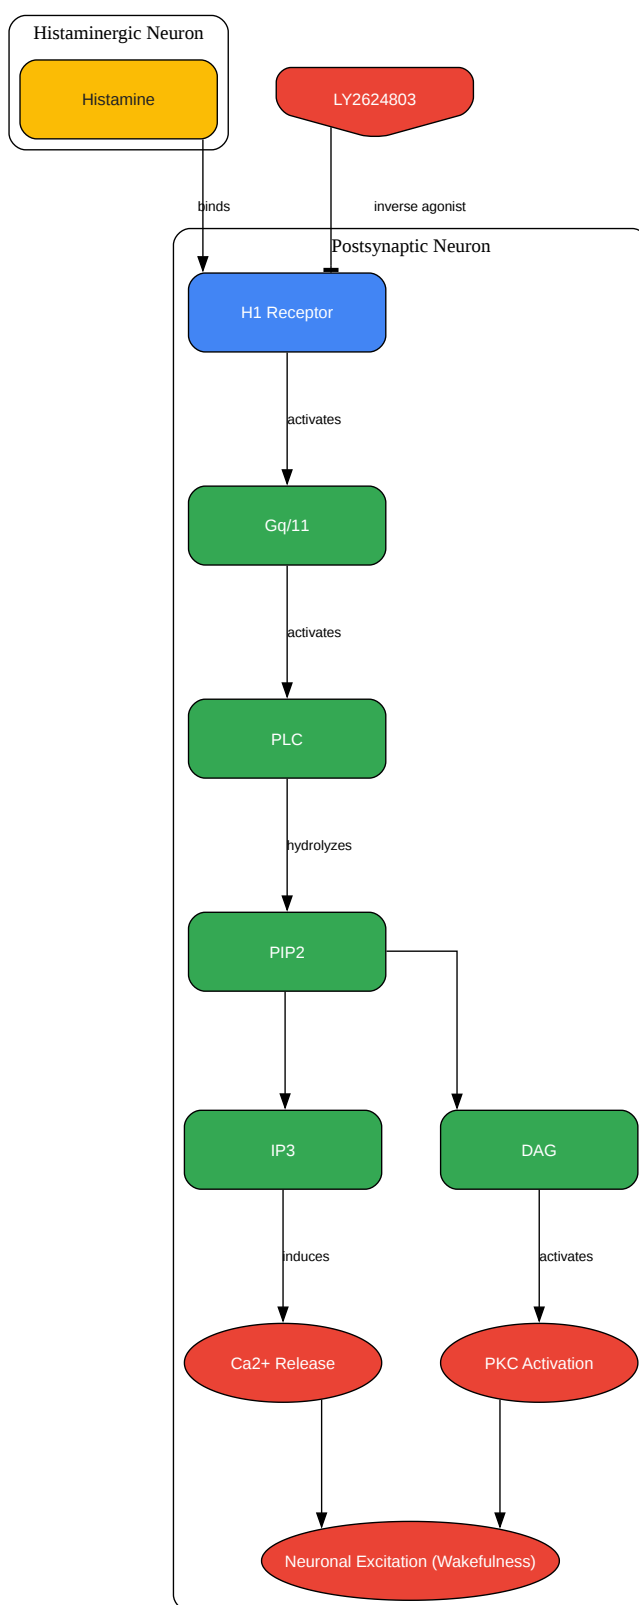 Histaminergic Neuron
Histamine
LY2624803
binds
inverse agonist
Postsynaptic Neuron
H1 Receptor
activates
Gq/11
activates
PLC
hydrolyzes
PIP2
IP3
DAG
induces
activates
Ca2+ Release
PKC Activation
Neuronal Excitation (Wakefulness)